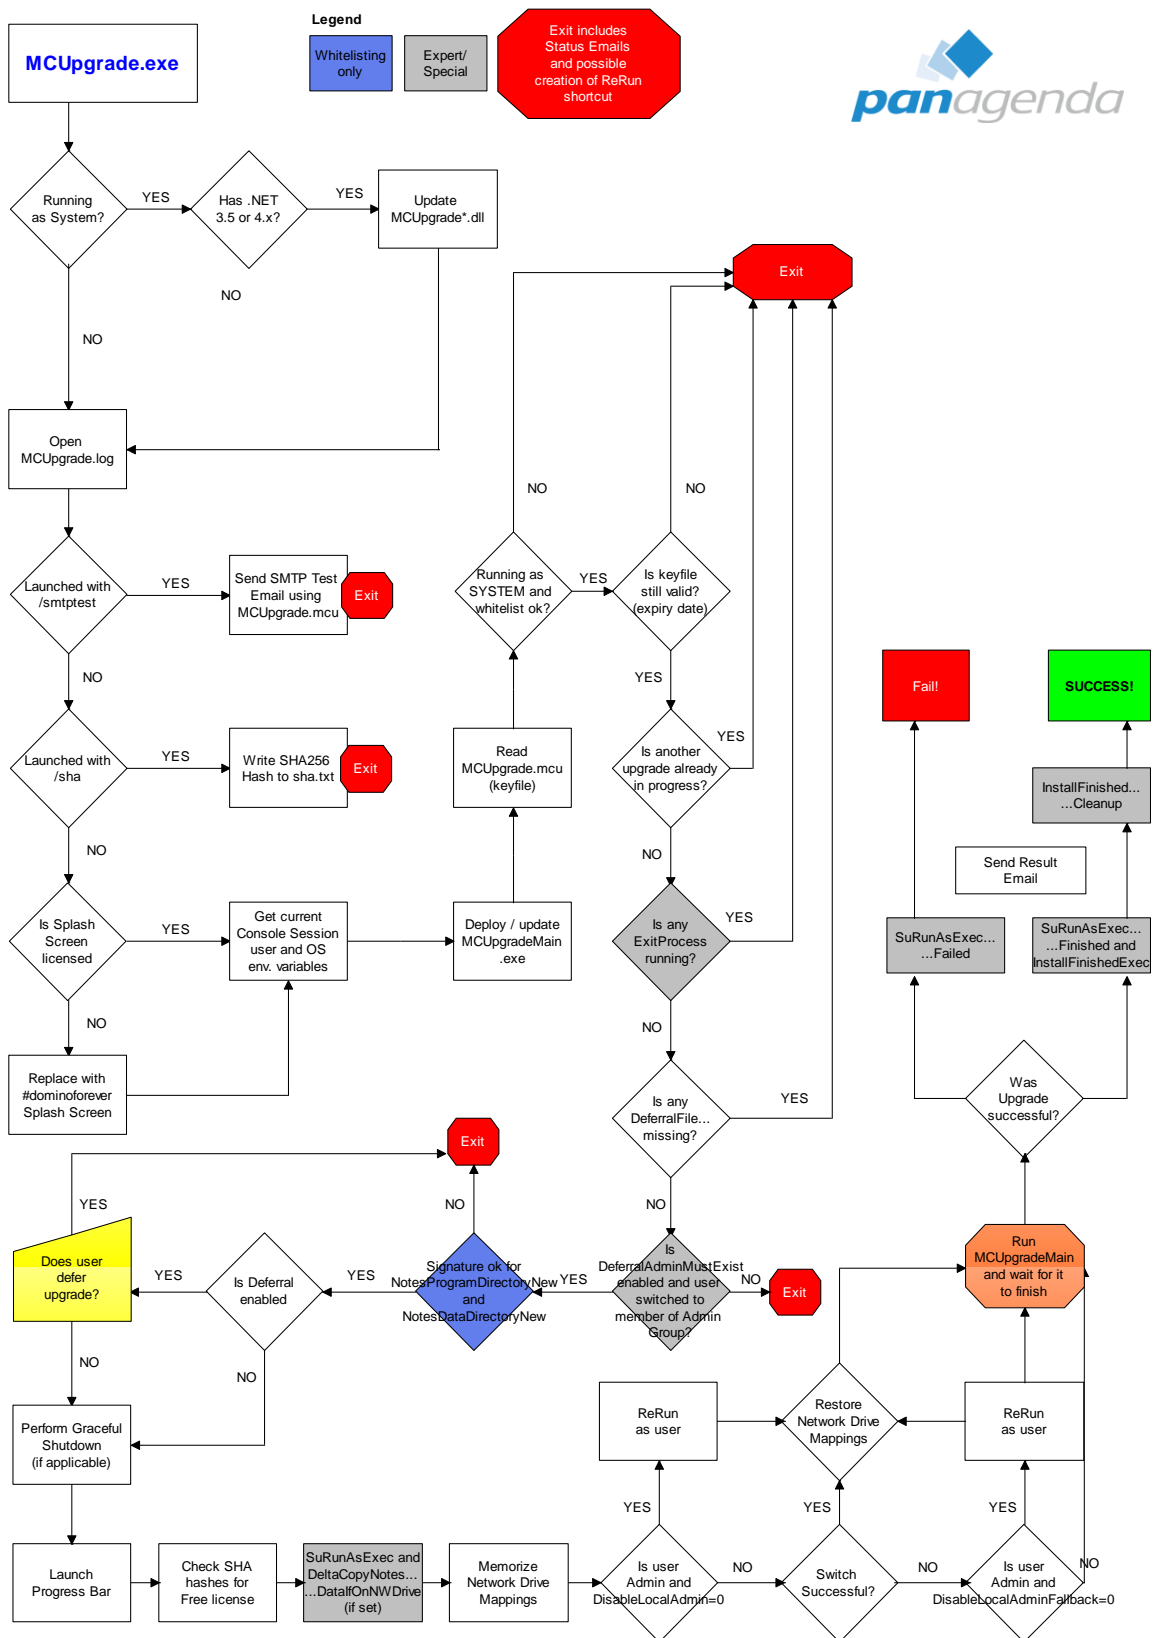 Legend
MCUpgrade.exe
Whitelisting
only
Expert/
Special
Exit includes
Status Emails
and possible
creation of ReRun
shortcut
panagenda
Running
as System?
YES
Has .NET
3.5 or 4.x?
YES
Update
MCUpgrade*.dll
NO
NO
Exit
Open
MCUpgrade.log
NO
NO
Launched with
/smtptest
YES
Send SMTP Test
Email using
MCUpgrade.mcu
Exit
Running as
SYSTEM and
whitelist ok?
YES
Is keyfile
still valid?
(expiry date)
NO
YES
Fail!
SUCCESS!
Launched with
/sha
YES
Write SHA256
Hash to sha.txt
Exit
Read
MCUpgrade.mcu
(keyfile)
Is another
upgrade already
in progress?
YES
InstallFinished...
...Cleanup
NO
NO
Send Result
Email
Is Splash
Screen
licensed
YES
Get current
Console Session
user and OS
env. variables
Deploy / update
MCUpgradeMain
.exe
Is any
ExitProcess
running?
YES
SuRunAsExec...
...Failed
SuRunAsExec...
...Finished and
InstallFinishedExec
NO
NO
Replace with
#dominoforever
Splash Screen
Is any
DeferralFile...
missing?
YES
Was
Upgrade
successful?
Exit
YES
NO
NO
Does user
defer
upgrade?
YES
Is Deferral
enabled
YES
Signature ok for
NotesProgramDirectoryNew
and
NotesDataDirectoryNew
YES
Is
DeferralAdminMustExist
enabled and user
switched to
member of Admin
Group?
NO
Exit
Run
MCUpgradeMain
and wait for it
to finish
NO
NO
Perform Graceful
Shutdown
(if applicable)
ReRun
as user
Restore
Network Drive
Mappings
ReRun
as user
YES
YES
YES
Launch
Progress Bar
Check SHA
hashes for
Free license
SuRunAsExec and
DeltaCopyNotes...
...DataIfOnNWDrive
(if set)
Memorize
Network Drive
Mappings
Is user
Admin and
DisableLocalAdmin=0
NO
Switch
Successful?
NO
Is user
Admin and
DisableLocalAdminFallback=0
NO